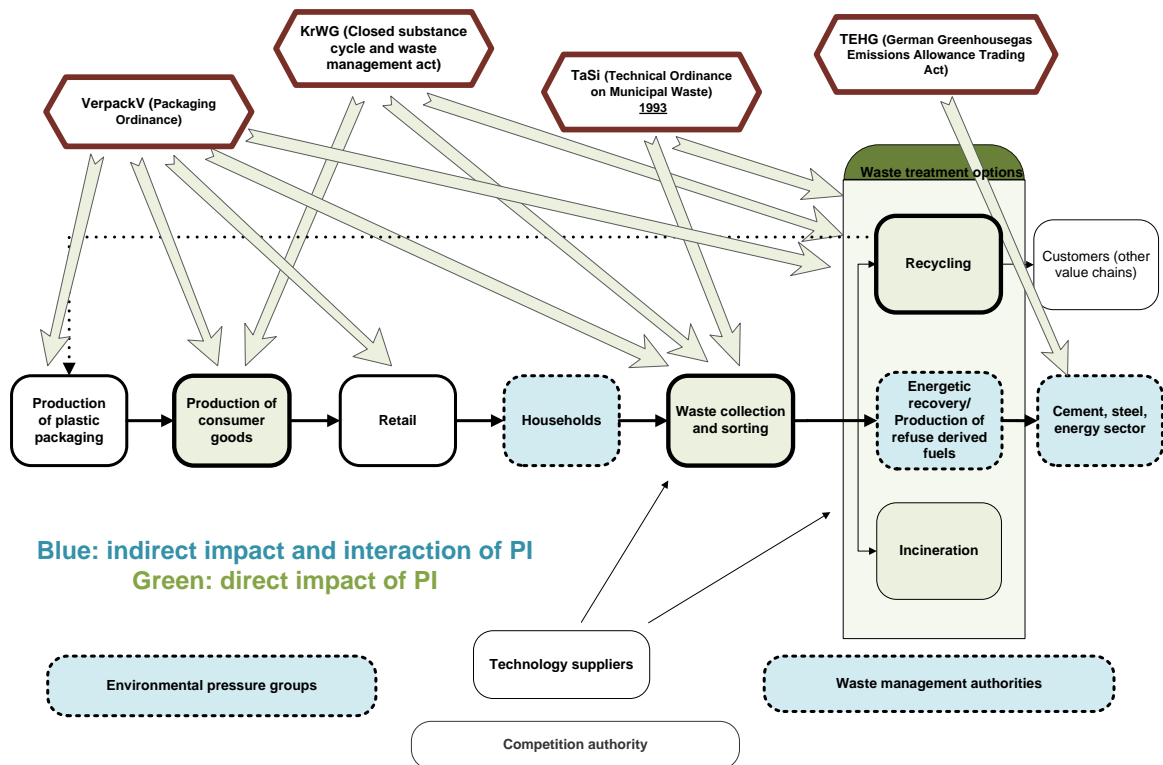 KrWG (Closed substance
cycle and waste
management act)
TEHG (German Greenhousegas
Emissions Allowance Trading
Act)
TaSi (Technical Ordinance
on Municipal Waste)
1993
VerpackV (Packaging
Ordinance)
Waste treatment options
Recycling
Customers (other
value chains)
Production
of plastic
packaging
Production of
consumer
goods
Retail
Households
Waste collection
and sorting
Energetic
recovery/
Production of
refuse derived
fuels
Cement, steel,
energy sector
Incineration
Blue: indirect impact and interaction of PI
Green: direct impact of PI
Technology suppliers
Environmental pressure groups
Waste management authorities
Competition authority